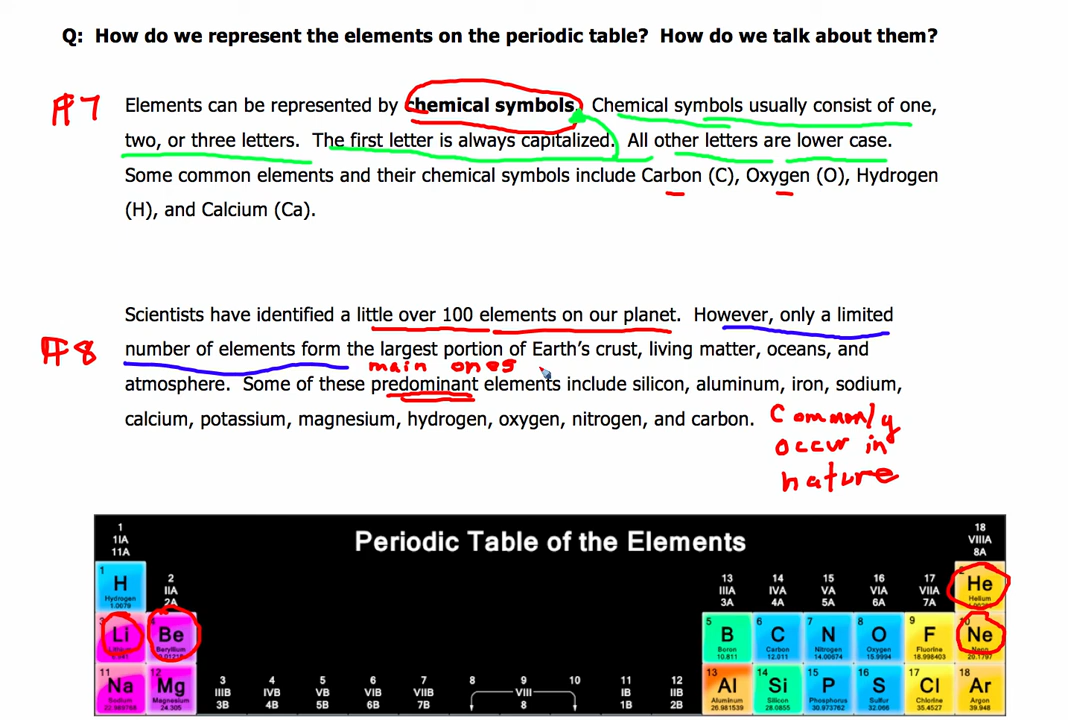 Q: How do we represent the elements on the periodic table? How do we talk about them?
#7
Elements can be represented by chemical symbols. Chemical symbols usually consist of one,
two, or three letters. The first letter is always capitalized. All other letters are lower case.
Some common elements and their chemical symbols include Carbon (C), Oxygen (O), Hydrogen
(H), and Calcium (Ca).
Scientists have identified a little over 100 elements on our planet. However, only a limited
#8
number of elements form the largest portion of Earth's crust, living matter, oceans, and
main ones
atmosphere. Some of these predominant elements include silicon, aluminum, iron, sodium,
calcium, potassium, magnesium, hydrogen, oxygen, nitrogen, and carbon.
Commonly
occur in
nature
Periodic Table of the Elements
1 18
1IA VIIIA
11A 8A
1 2 13 14 15 16 17
H IIA IIIA IVA VA VIA VIIA He
Hydrogen 2A 3A 4A 5A 6A 7A Helium
1.0079
3 5 6 7 8 9 10
Li Be B C N O F Ne
Beryllium Boron Carbon Nitrogen Oxygen Fluorine Neon
10.811 12.011 14.00674 15.9994 18.998403 20.1797
11 12 3 4 5 6 7 8 9 10 11 12 13 14 15 16 17 18
Na Mg IIIB IVB VB VIB VIIB VIII IB IIB Al Si P S Cl Ar
Sodium Magnesium Aluminum Silicon Phosphorus Sulfur Chlorine Argon
22.989768 24.305 3B 4B 5B 6B 7B 8 1B 2B 26.981539 28.0855 30.973762 32.066 35.4527 39.948